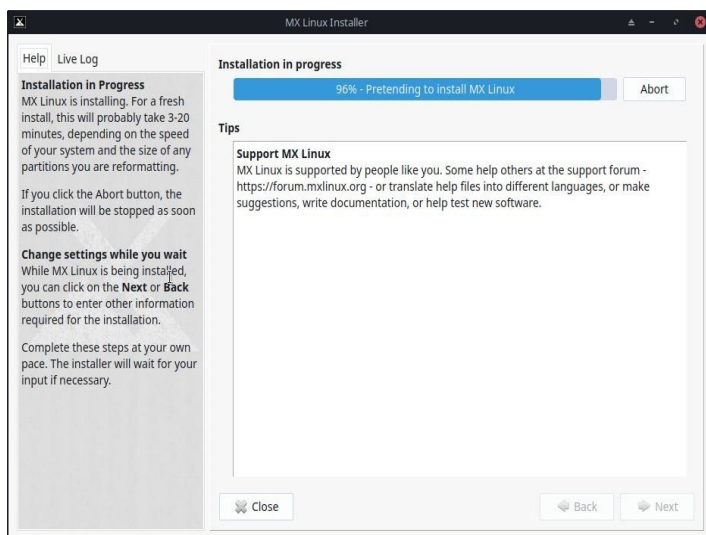 MX Linux Installer
Help
Live Log
Installation in Progress
MX Linux is installing. For a fresh
install, this will probably take 3-20
minutes, depending on the speed
of your system and the size of any
partitions you are reformatting.
If you click the Abort button, the
installation will be stopped as soon
as possible.
Change settings while you wait
While MX Linux is being installed,
you can click on the Next or Back
buttons to enter other information
required for the installation.
Complete these steps at your own
pace. The installer will wait for your
input if necessary.
Installation in progress
96% - Pretending to install MX Linux
Abort
Tips
Support MX Linux
MX Linux is supported by people like you. Some help others at the support forum -
https://forum.mxlinux.org - or translate help files into different languages, or make
suggestions, write documentation, or help test new software.
Close
Back
Next